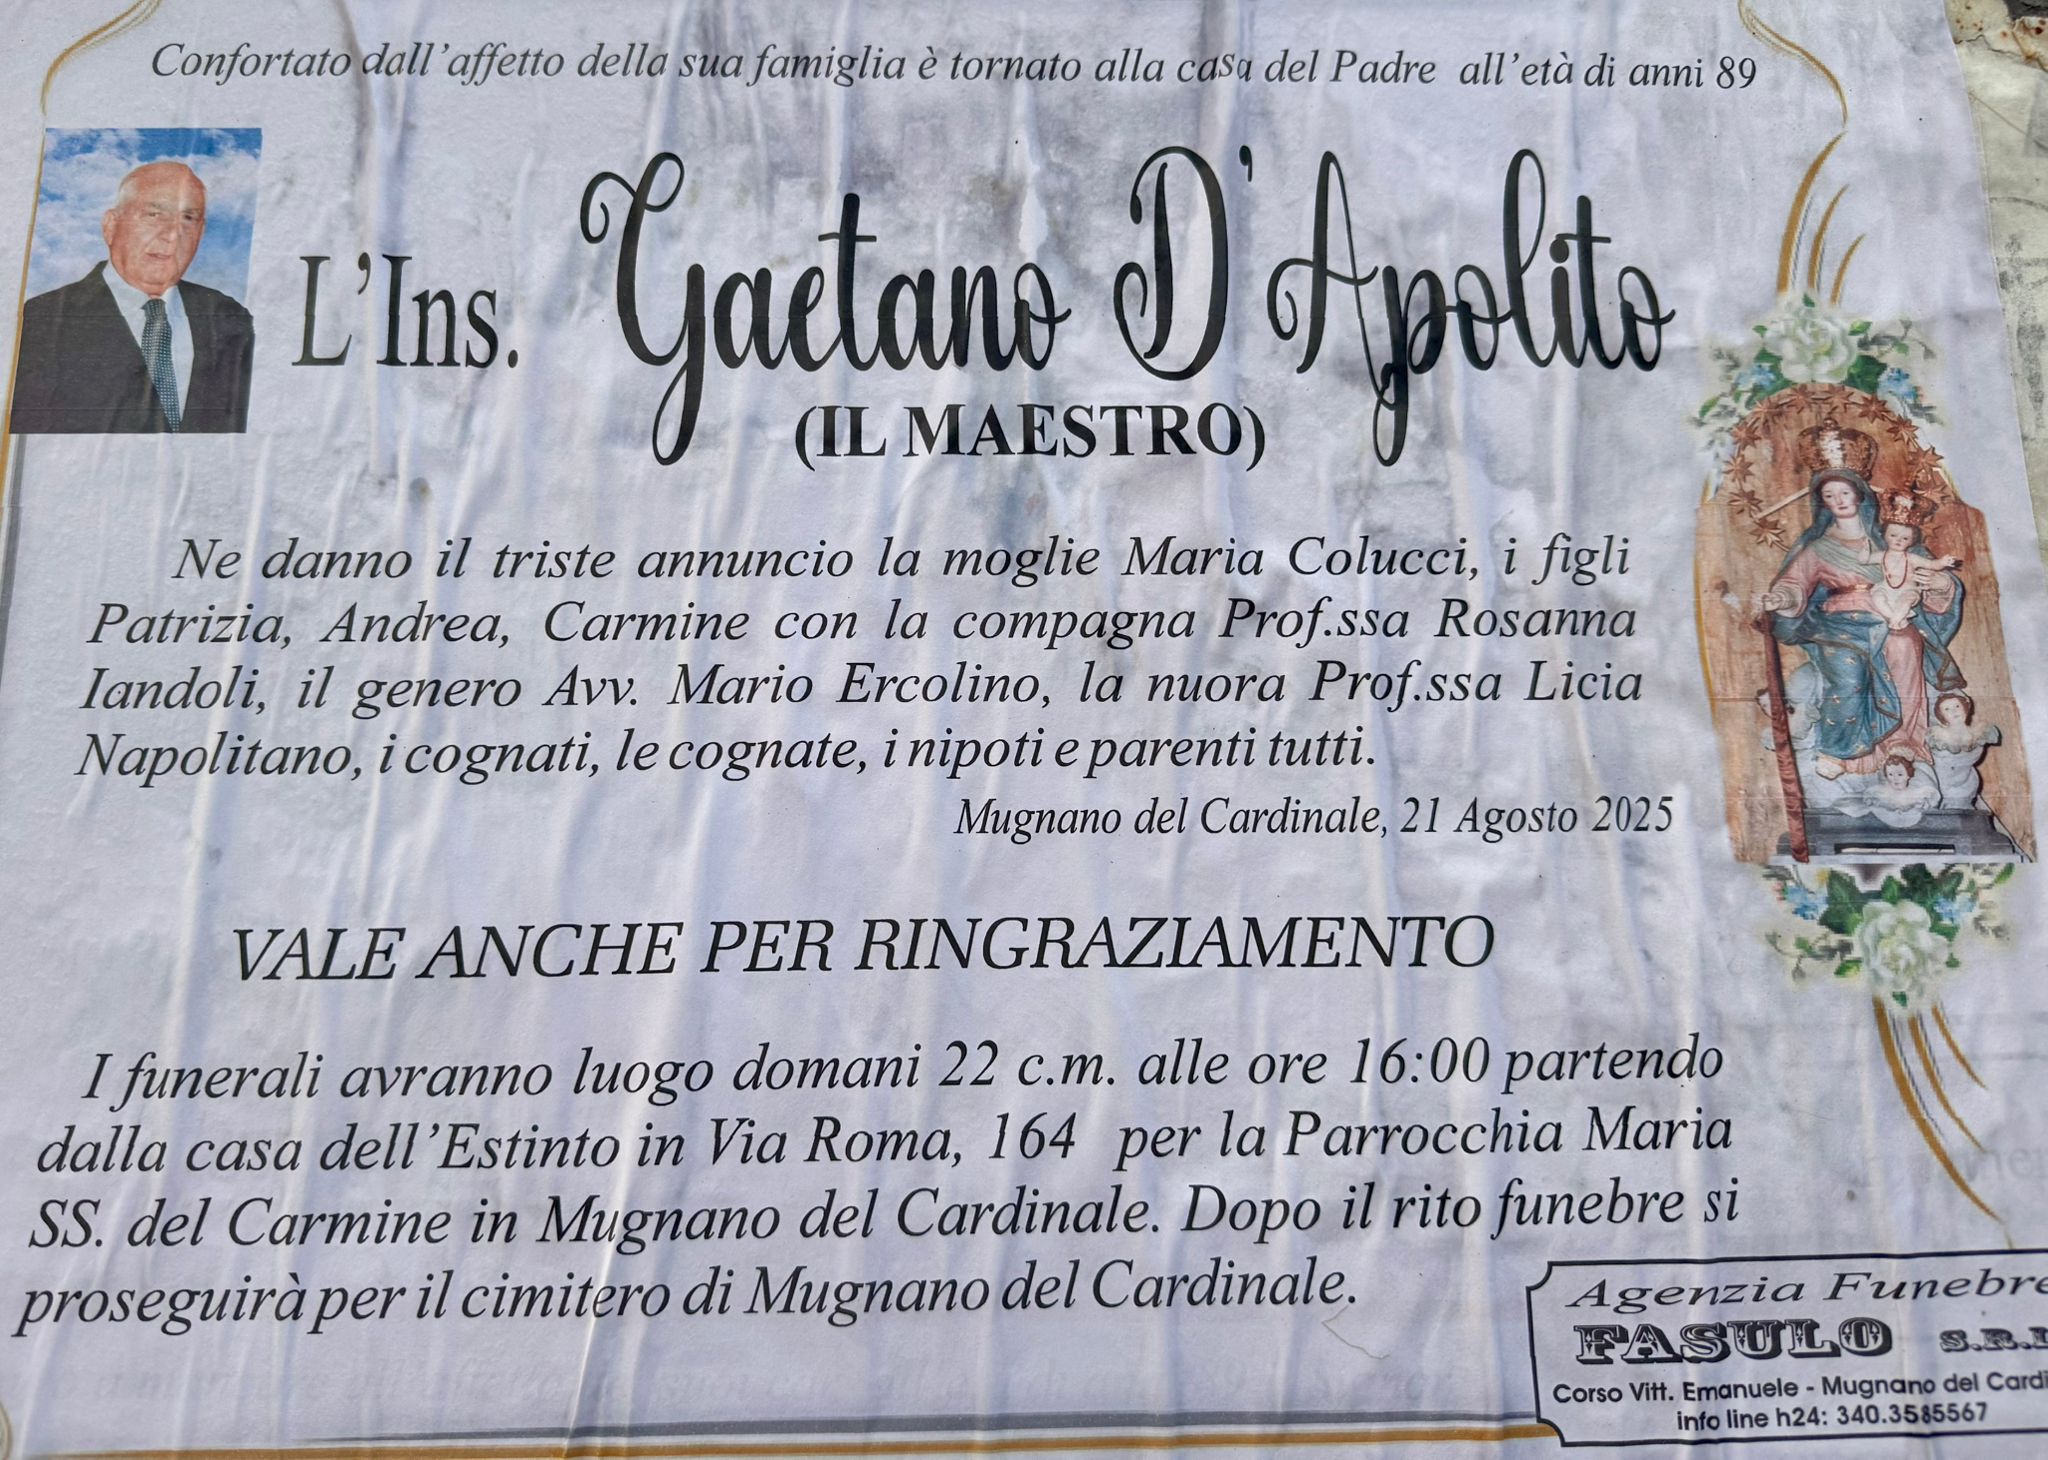 Confortato dall'affetto della sua famiglia è tornato alla casa del Padre all'età di anni 89
L'Ins. Gaetano D'Apolito
(IL MAESTRO)
Ne danno il triste annuncio la moglie Maria Colucci, i figli
Patrizia, Andrea, Carmine con la compagna Prof.ssa Rosanna
Iandoli, il genero Avv. Mario Ercolino, la nuora Prof.ssa Licia
Napolitano, i cognati, le cognate, i nipoti e parenti tutti.
Mugnano del Cardinale, 21 Agosto 2025
VALE ANCHE PER RINGRAZIAMENTO
I funerali avranno luogo domani 22 c.m. alle ore 16:00 partendo
dalla casa dell'Estinto in Via Roma, 164 per la Parrocchia Maria
SS. del Carmine in Mugnano del Cardinale. Dopo il rito funebre si
proseguirà per il cimitero di Mugnano del Cardinale.
Agenzia Funebre
FASULO
Corso Vitt. Emanuele - Mugnano del Cardi
info line h24: 340.3585567